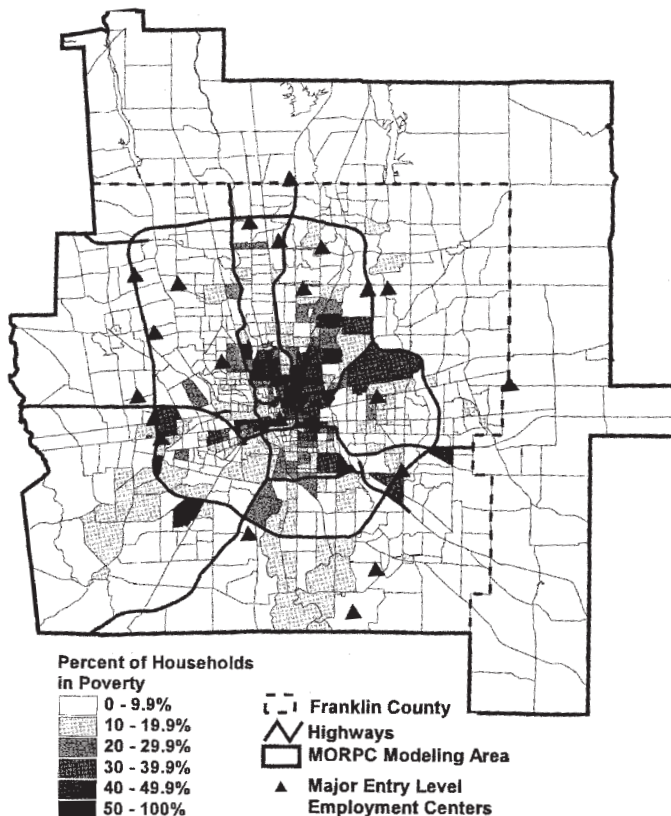 Percent of Households
in Poverty
0 - 9.9%
10 - 19.9%
20 - 29.9%
30 - 39.9%
40 - 49.9%
50 - 100%
Franklin County
Highways
MORPC Modeling Area
Major Entry Level
Employment Centers